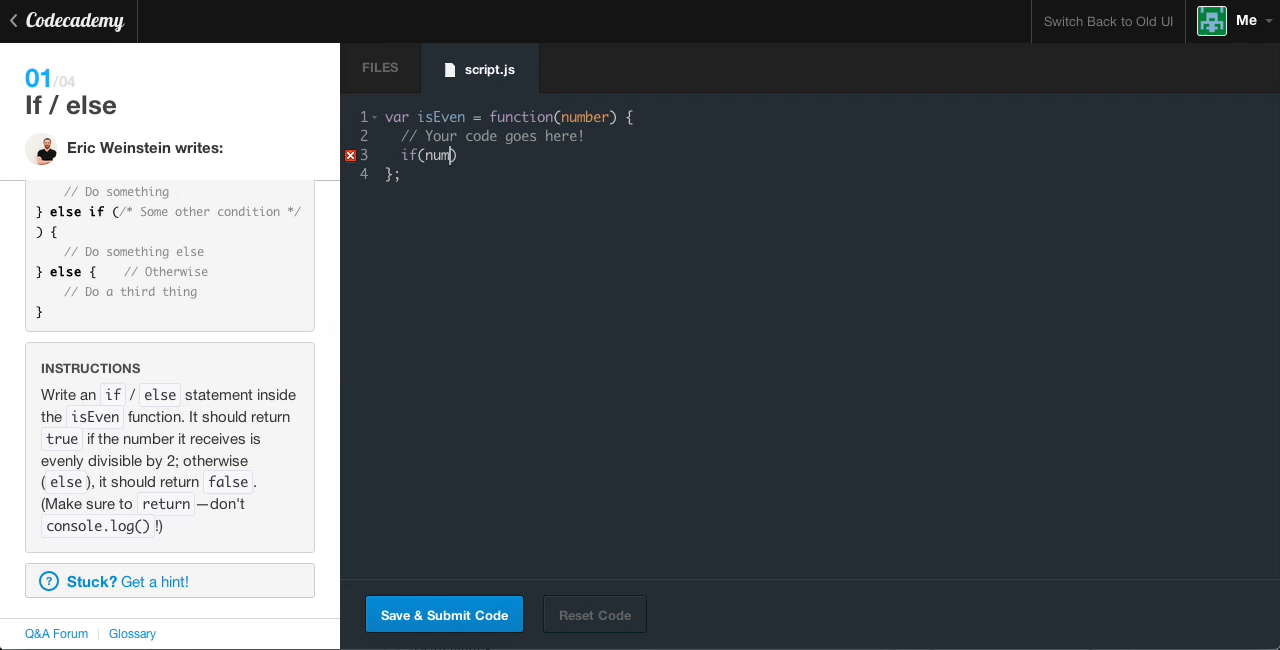 Codecademy
Switch Back to Old UI
Me
01/04
If / else
Eric Weinstein writes:
// Do something
} else if (/* Some other condition */
) {
// Do something else
} else {    // Otherwise
// Do a third thing
}
INSTRUCTIONS
Write an if / else statement inside
the isEven function. It should return
true if the number it receives is
evenly divisible by 2; otherwise
(else), it should return false.
(Make sure to return—don't
console.log()!)
? Stuck? Get a hint!
Q&A Forum | Glossary
FILES
script.js
1 var isEven = function(number) {
2   // Your code goes here!
3   if(num)
4 };
Save & Submit Code
Reset Code